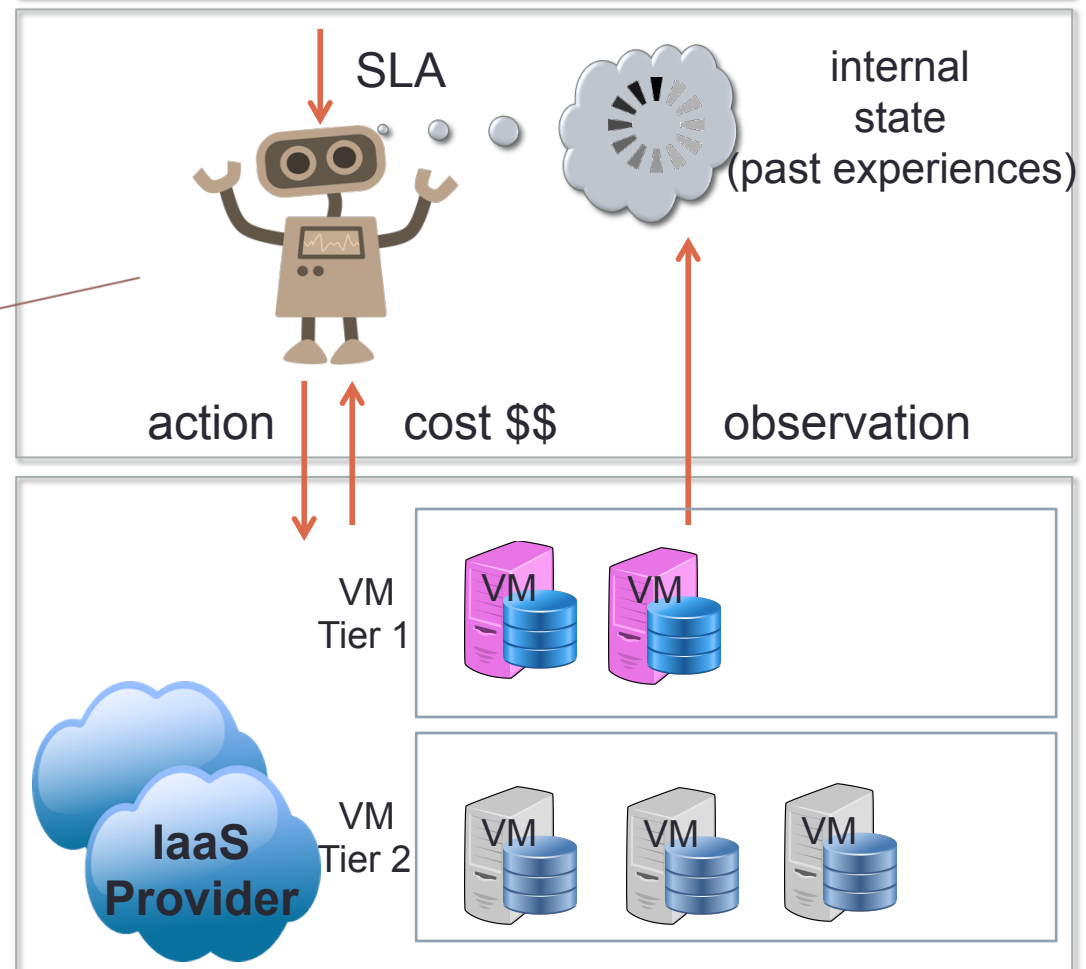 SLA
internal
state
(past experiences)
action
cost $$
observation
VM
Tier 1
VM
VM
VM
Tier 2
VM
VM
VM
IaaS
Provider